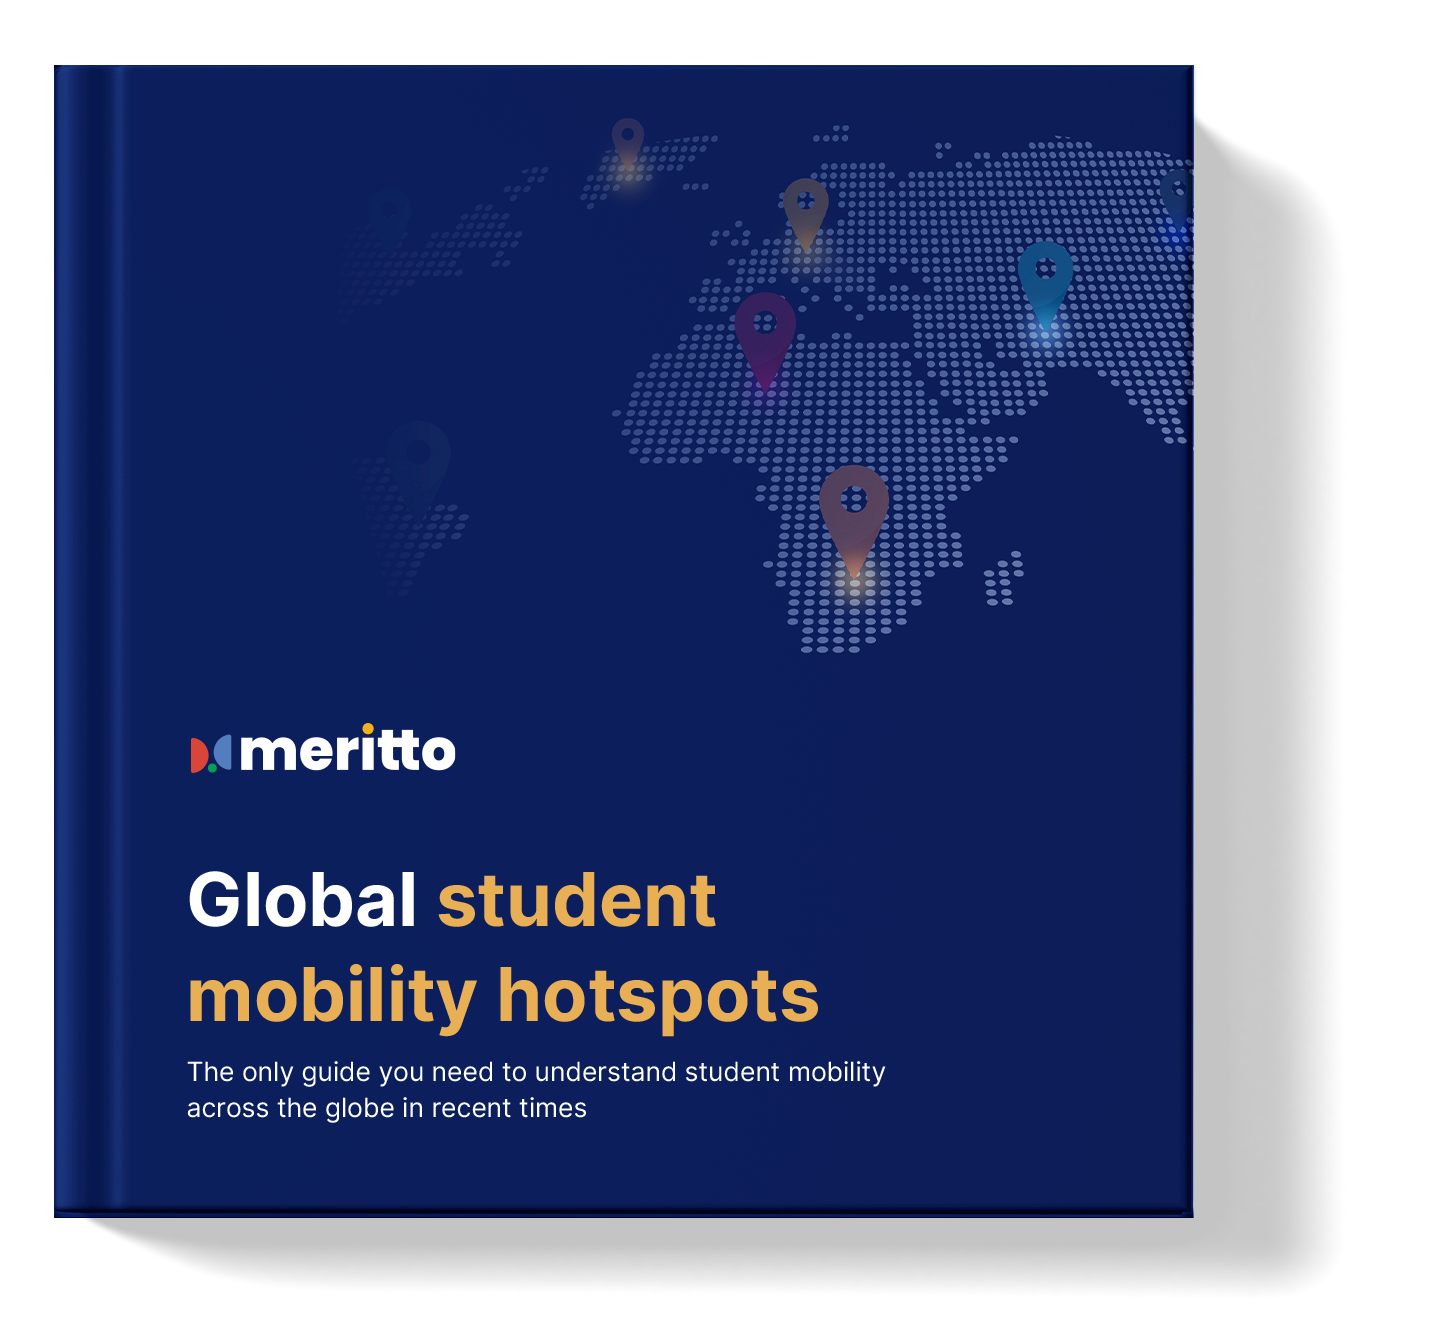 meritto
Global student
mobility hotspots
The only guide you need to understand student mobility
across the globe in recent times